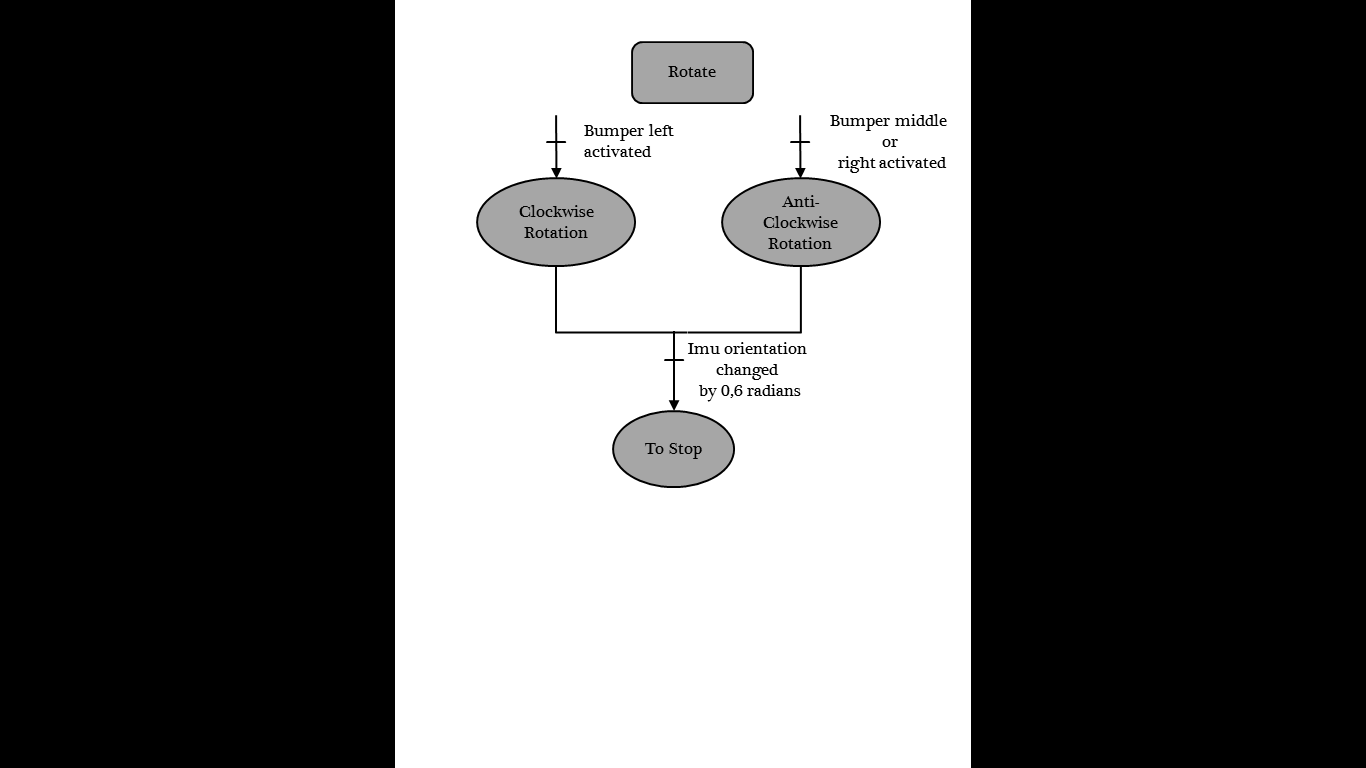 Rotate
Bumper left
activated
Bumper middle
or
right activated
Clockwise
Rotation
Anti-
Clockwise
Rotation
Imu orientation
changed
by 0,6 radians
To Stop